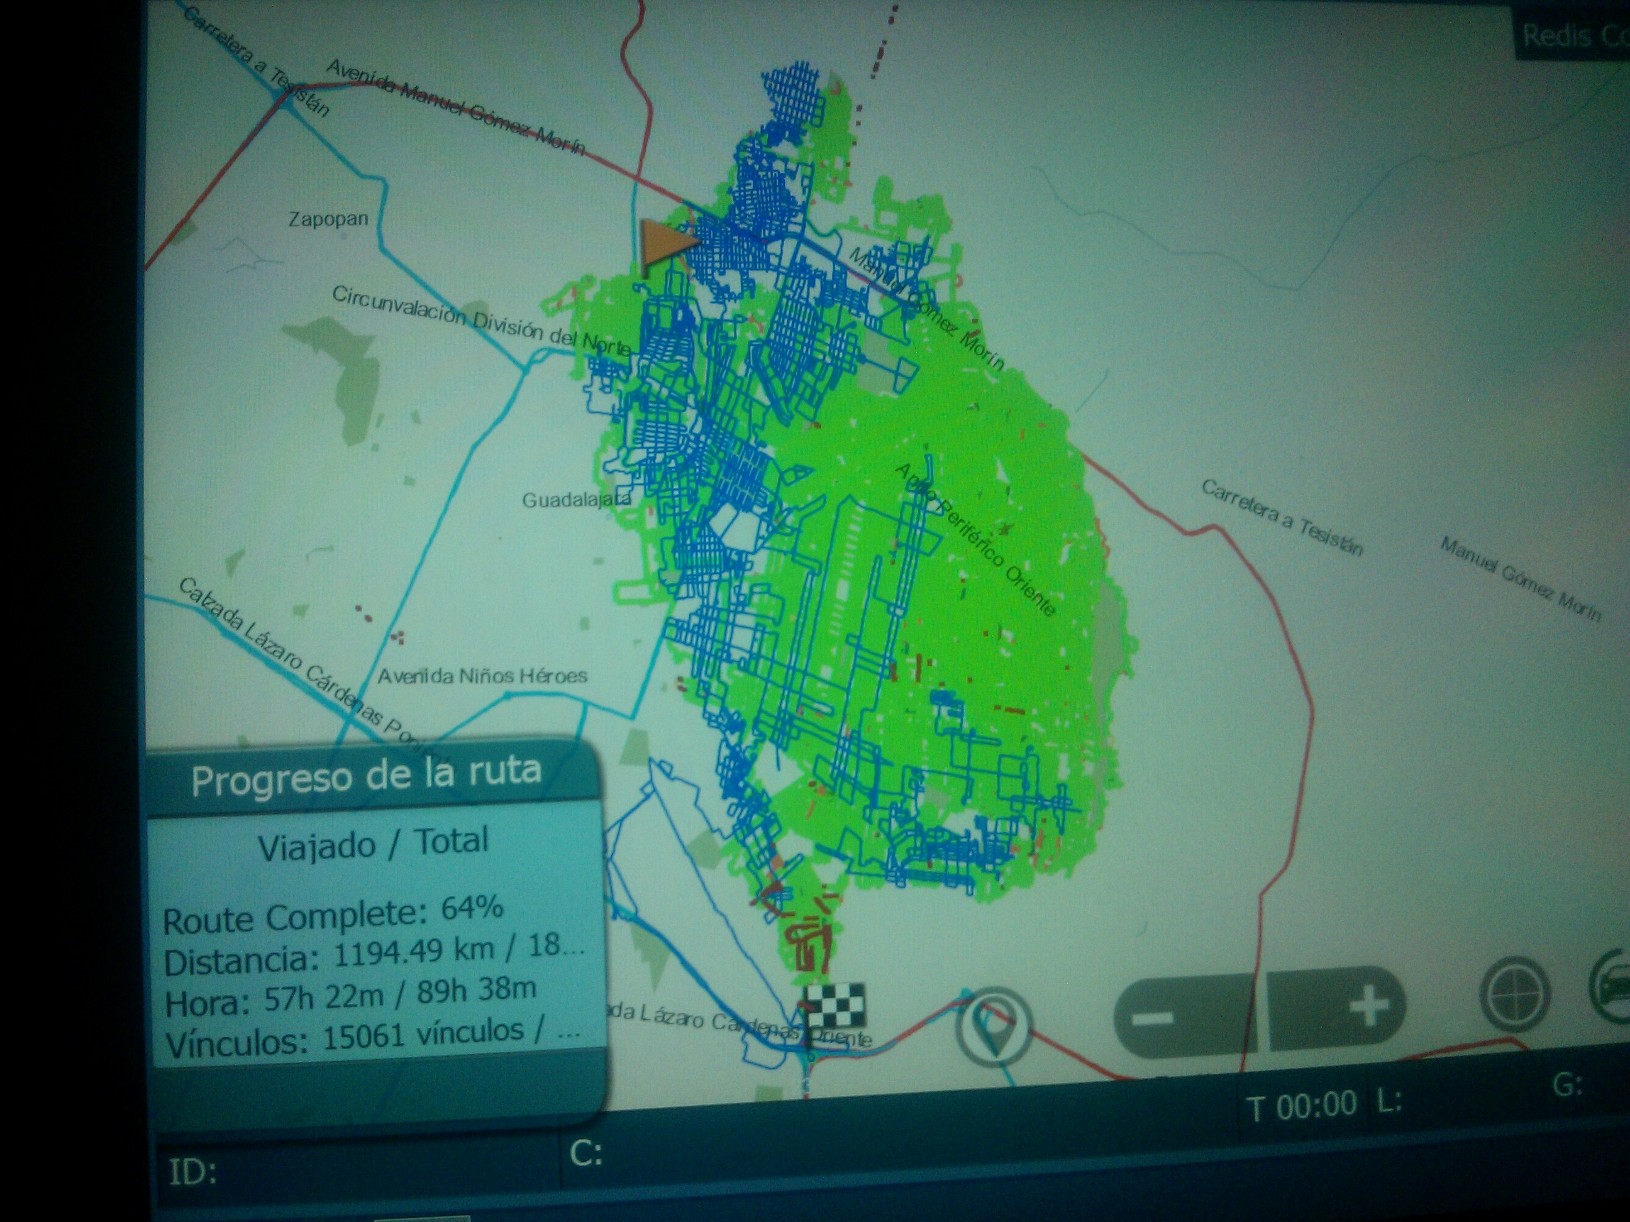 Redis Co
Carretera a Tesistán
Avenida Manuel Gómez Morín
Zapopan
Circunvalación División del Norte
Manuel Gómez Morín
Guadalajara
Anillo Periférico Oriente
Carretera a Tesistán
Manuel Gómez Morín
Calzada Lázaro Cárdenas
Avenida Niños Héroes
Progreso de la ruta
Viajado / Total
Route Complete: 64%
Distancia: 1194.49 km / 18...
Hora: 57h 22m / 89h 38m
Vínculos: 15061 vínculos / ...
ada Lázaro Cárdenas Oriente
T 00:00 L: G:
ID: C: